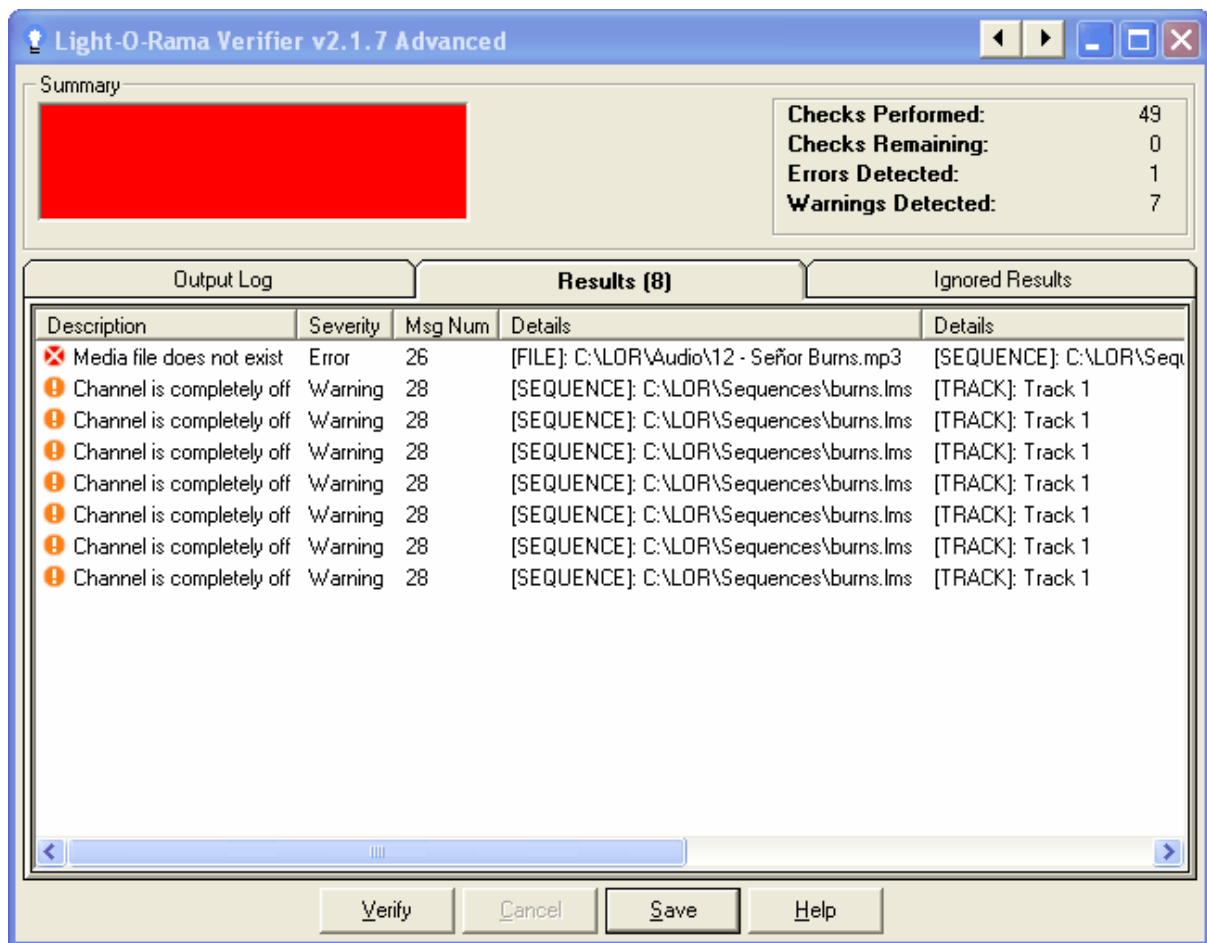 Light-O-Rama Verifier v2.1.7 Advanced
Summary
Checks Performed: 49
Checks Remaining: 0
Errors Detected: 1
Warnings Detected: 7
Output Log Results (8) Ignored Results
Description Severity Msg Num Details Details
Media file does not exist Error 26 [FILE]: C:\LOR\Audio\12 - Señor Burns.mp3 [SEQUENCE]: C:\LOR\Sequ
Channel is completely off Warning 28 [SEQUENCE]: C:\LOR\Sequences\burns.lms [TRACK]: Track 1
Channel is completely off Warning 28 [SEQUENCE]: C:\LOR\Sequences\burns.lms [TRACK]: Track 1
Channel is completely off Warning 28 [SEQUENCE]: C:\LOR\Sequences\burns.lms [TRACK]: Track 1
Channel is completely off Warning 28 [SEQUENCE]: C:\LOR\Sequences\burns.lms [TRACK]: Track 1
Channel is completely off Warning 28 [SEQUENCE]: C:\LOR\Sequences\burns.lms [TRACK]: Track 1
Channel is completely off Warning 28 [SEQUENCE]: C:\LOR\Sequences\burns.lms [TRACK]: Track 1
Channel is completely off Warning 28 [SEQUENCE]: C:\LOR\Sequences\burns.lms [TRACK]: Track 1
Verify Cancel Save Help